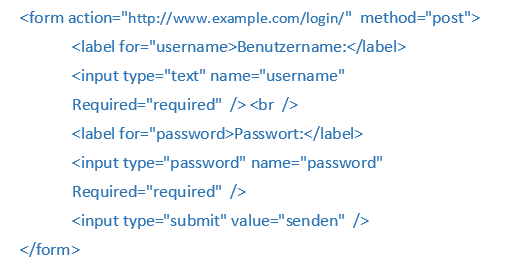 <form action="http://www.example.com/login/" method="post">
<label for="username>Benutzername:</label>
<input type="text" name="username"
Required="required" /><br />
<label for="password>Passwort:</label>
<input type="password" name="password"
Required="required" />
<input type="submit" value="senden" />
</form>